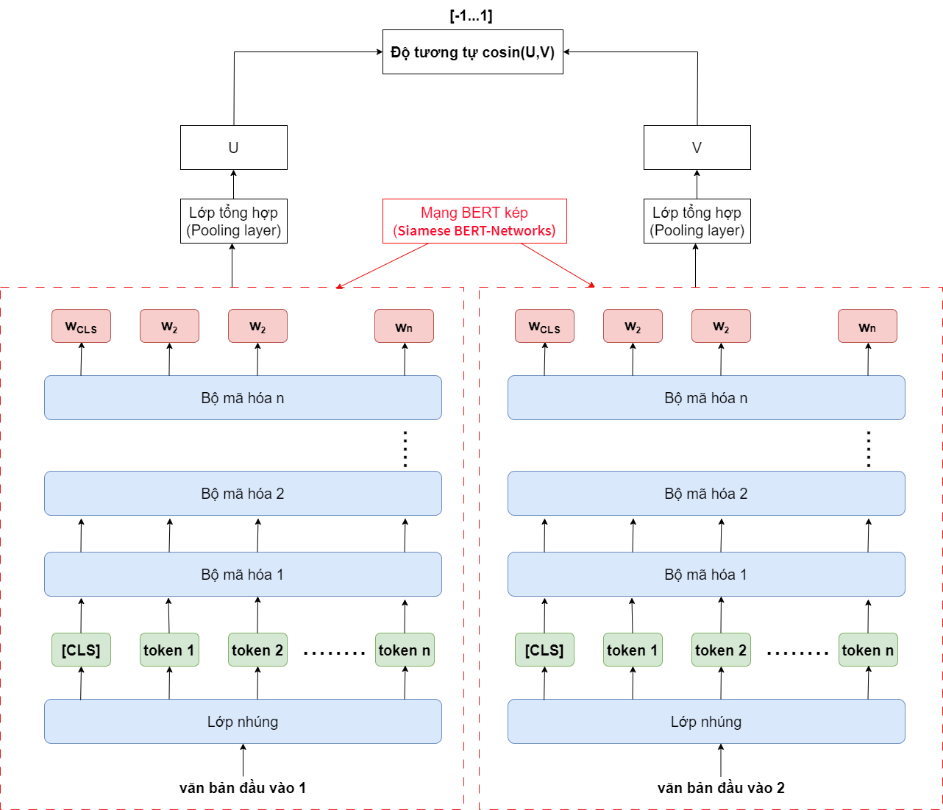 [-1...1]
Độ tương tự cosin(U,V)
U
V
Lớp tổng hợp
(Pooling layer)
Mạng BERT kép
(Siamese BERT-Networks)
Lớp tổng hợp
(Pooling layer)
w_CLS
w₂
w₂
wn
w_CLS
w₂
w₂
wn
Bộ mã hóa n
Bộ mã hóa n
Bộ mã hóa 2
Bộ mã hóa 2
Bộ mã hóa 1
Bộ mã hóa 1
[CLS]
token 1
token 2
........
token n
[CLS]
token 1
token 2
........
token n
Lớp nhúng
Lớp nhúng
văn bản đầu vào 1
văn bản đầu vào 2